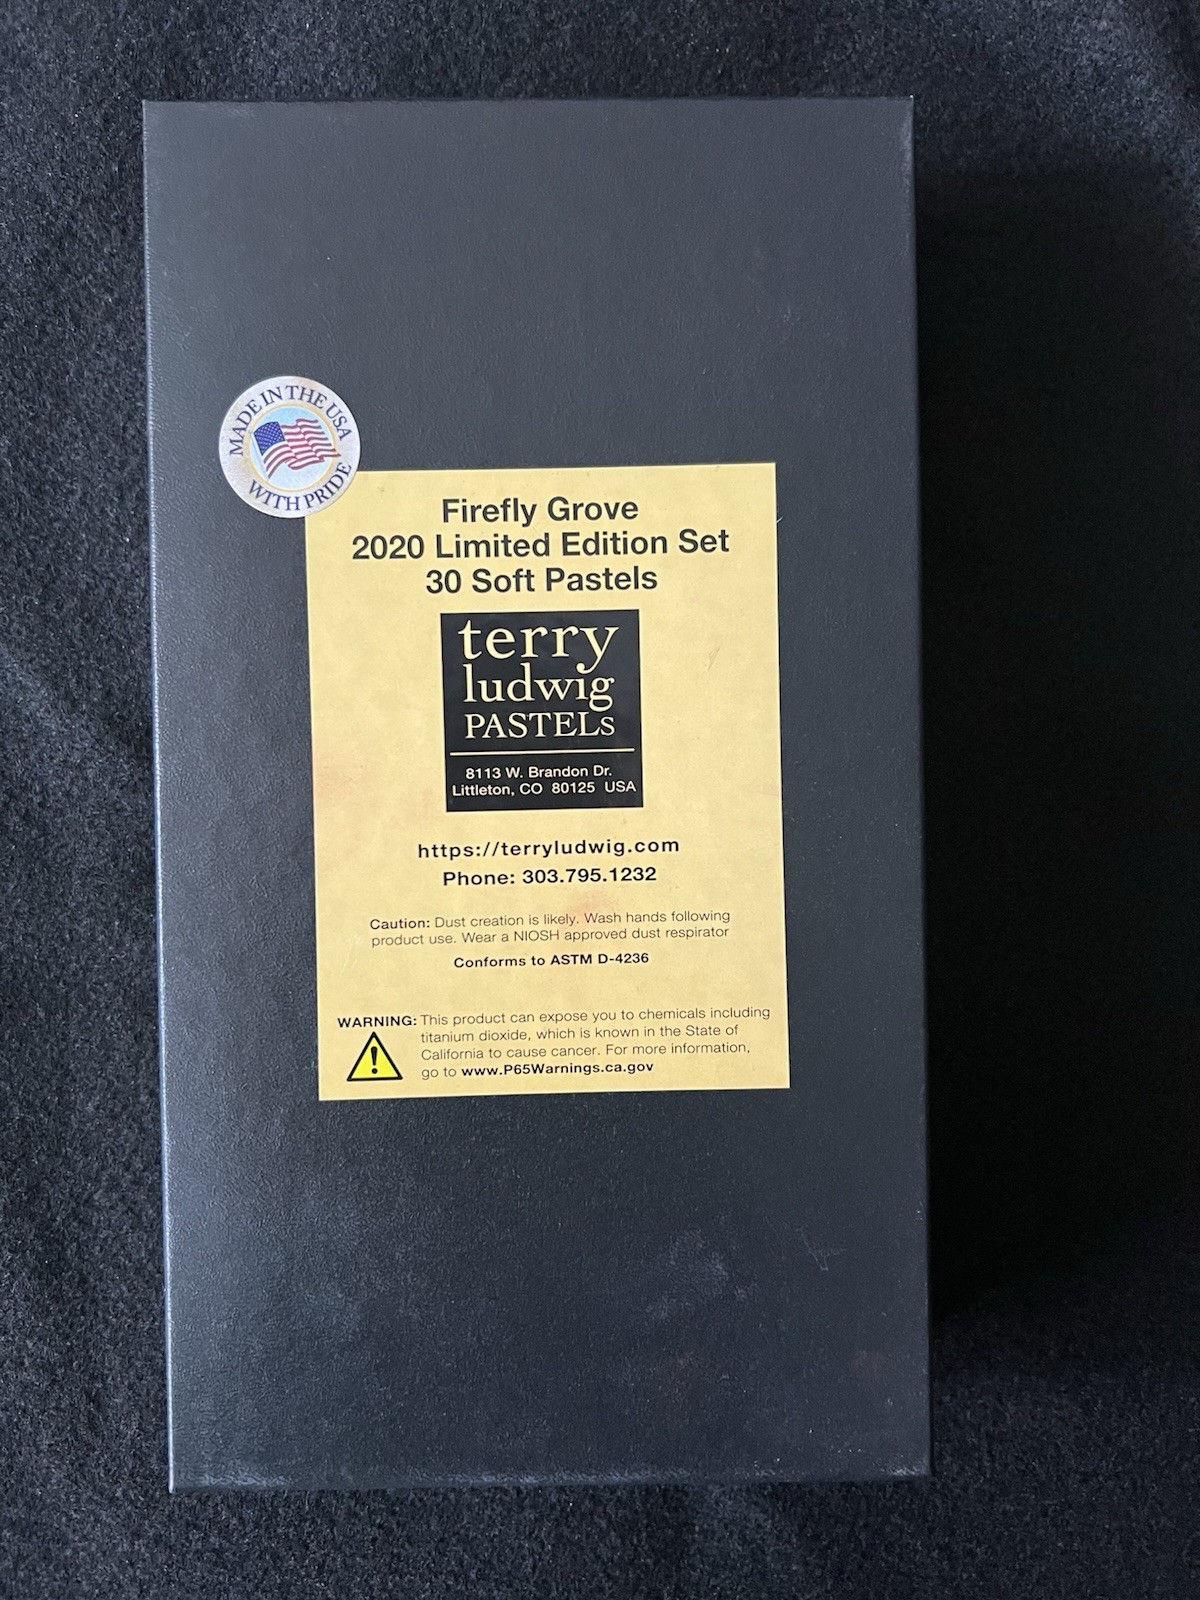 MADE IN THE USA
WITH PRIDE
Firefly Grove
2020 Limited Edition Set
30 Soft Pastels
terry
ludwig
PASTELs
8113 W. Brandon Dr.
Littleton, CO 80125 USA
https://terryludwig.com
Phone: 303.795.1232
Caution: Dust creation is likely. Wash hands following
product use. Wear a NIOSH approved dust respirator
Conforms to ASTM D-4236
WARNING: This product can expose you to chemicals including
titanium dioxide, which is known in the State of
California to cause cancer. For more information,
go to www.P65Warnings.ca.gov